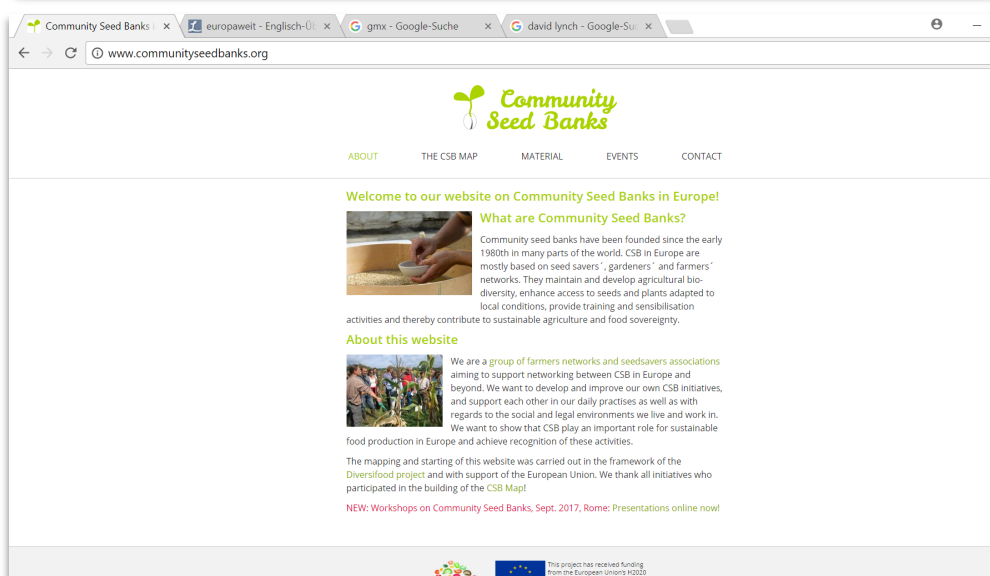 Community Seed Banks
europaweit - Englisch-Üb
gmx - Google-Suche
david lynch - Google-Suc
www.communityseedbanks.org
Community
Seed Banks
ABOUT THE CSB MAP MATERIAL EVENTS CONTACT
Welcome to our website on Community Seed Banks in Europe!
What are Community Seed Banks?
Community seed banks have been founded since the early
1980th in many parts of the world. CSB in Europe are
mostly based on seed savers´, gardeners´ and farmers´
networks. They maintain and develop agricultural bio-
diversity, enhance access to seeds and plants adapted to
local conditions, provide training and sensibilisation
activities and thereby contribute to sustainable agriculture and food sovereignty.
About this website
We are a group of farmers networks and seedsavers associations
aiming to support networking between CSB in Europe and
beyond. We want to develop and improve our own CSB initiatives,
and support each other in our daily practises as well as with
regards to the social and legal environments we live and work in.
We want to show that CSB play an important role for sustainable
food production in Europe and achieve recognition of these activities.
The mapping and starting of this website was carried out in the framework of the
Diversifood project and with support of the European Union. We thank all initiatives who
participated in the building of the CSB Map!
NEW: Workshops on Community Seed Banks, Sept. 2017, Rome: Presentations online now!
This project has received funding
from the European Union's H2020